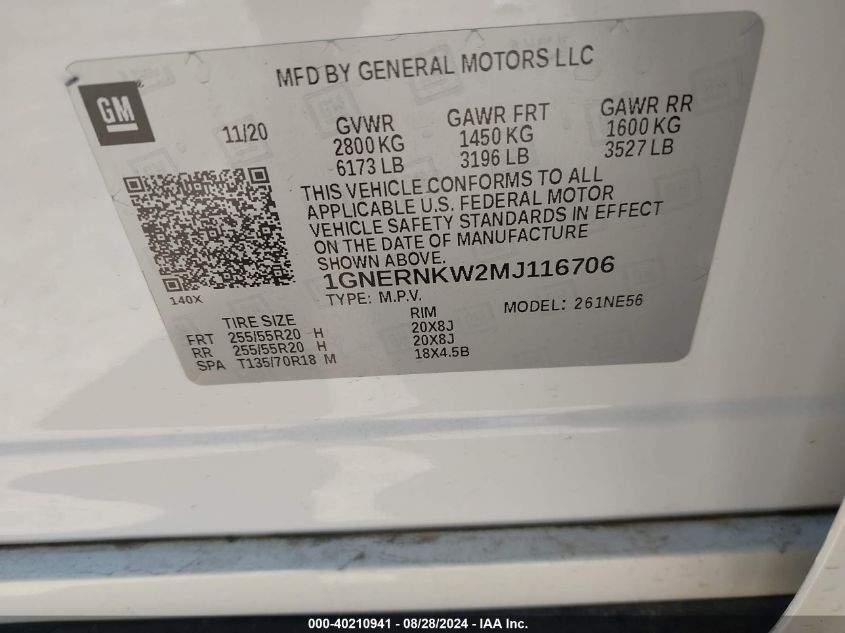 MFD BY GENERAL MOTORS LLC
GM
11/20
GVWR
2800 KG
6173 LB
GAWR FRT
1450 KG
3196 LB
GAWR RR
1600 KG
3527 LB
THIS VEHICLE CONFORMS TO ALL
APPLICABLE U.S. FEDERAL MOTOR
VEHICLE SAFETY STANDARDS IN EFFECT
ON THE DATE OF MANUFACTURE
SHOWN ABOVE.
1GNERNKW2MJ116706
140X
TYPE: M.P.V.
MODEL: 261NE56
TIRE SIZE RIM
FRT 255/55R20 H 20X8J
RR 255/55R20 H 20X8J
SPA T135/70R18 M 18X4.5B
000-40210941 - 08/28/2024 - IAA Inc.